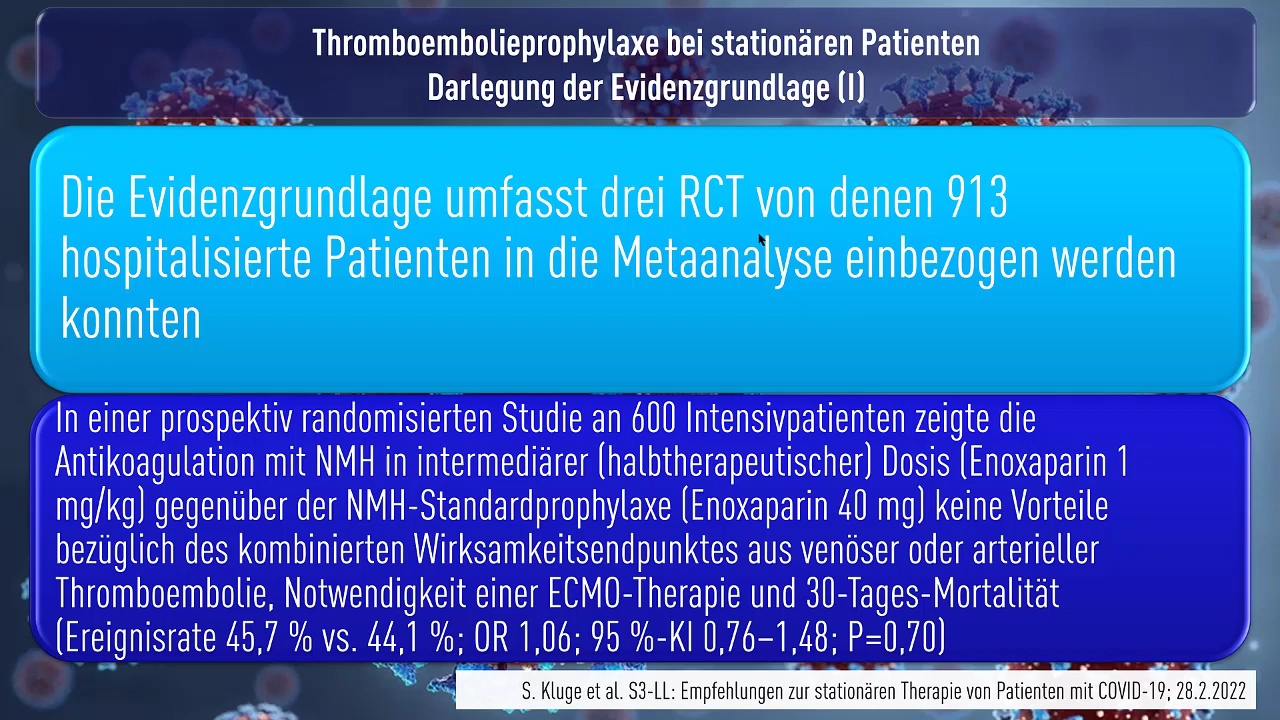 Thromboembolieprophylaxe bei stationären Patienten
Darlegung der Evidenzgrundlage (I)
Die Evidenzgrundlage umfasst drei RCT von denen 913
hospitalisierte Patienten in die Metaanalyse einbezogen werden
konnten
In einer prospektiv randomisierten Studie an 600 Intensivpatienten zeigte die
Antikoagulation mit NMH in intermediärer (halbtherapeutischer) Dosis (Enoxaparin 1
mg/kg) gegenüber der NMH-Standardprophylaxe (Enoxaparin 40 mg) keine Vorteile
bezüglich des kombinierten Wirksamkeitsendpunktes aus venöser oder arterieller
Thromboembolie, Notwendigkeit einer ECMO-Therapie und 30-Tages-Mortalität
(Ereignisrate 45,7 % vs. 44,1 %; OR 1,06; 95 %-KI 0,76–1,48; P=0,70)
S. Kluge et al. S3-LL: Empfehlungen zur stationären Therapie von Patienten mit COVID-19; 28.2.2022